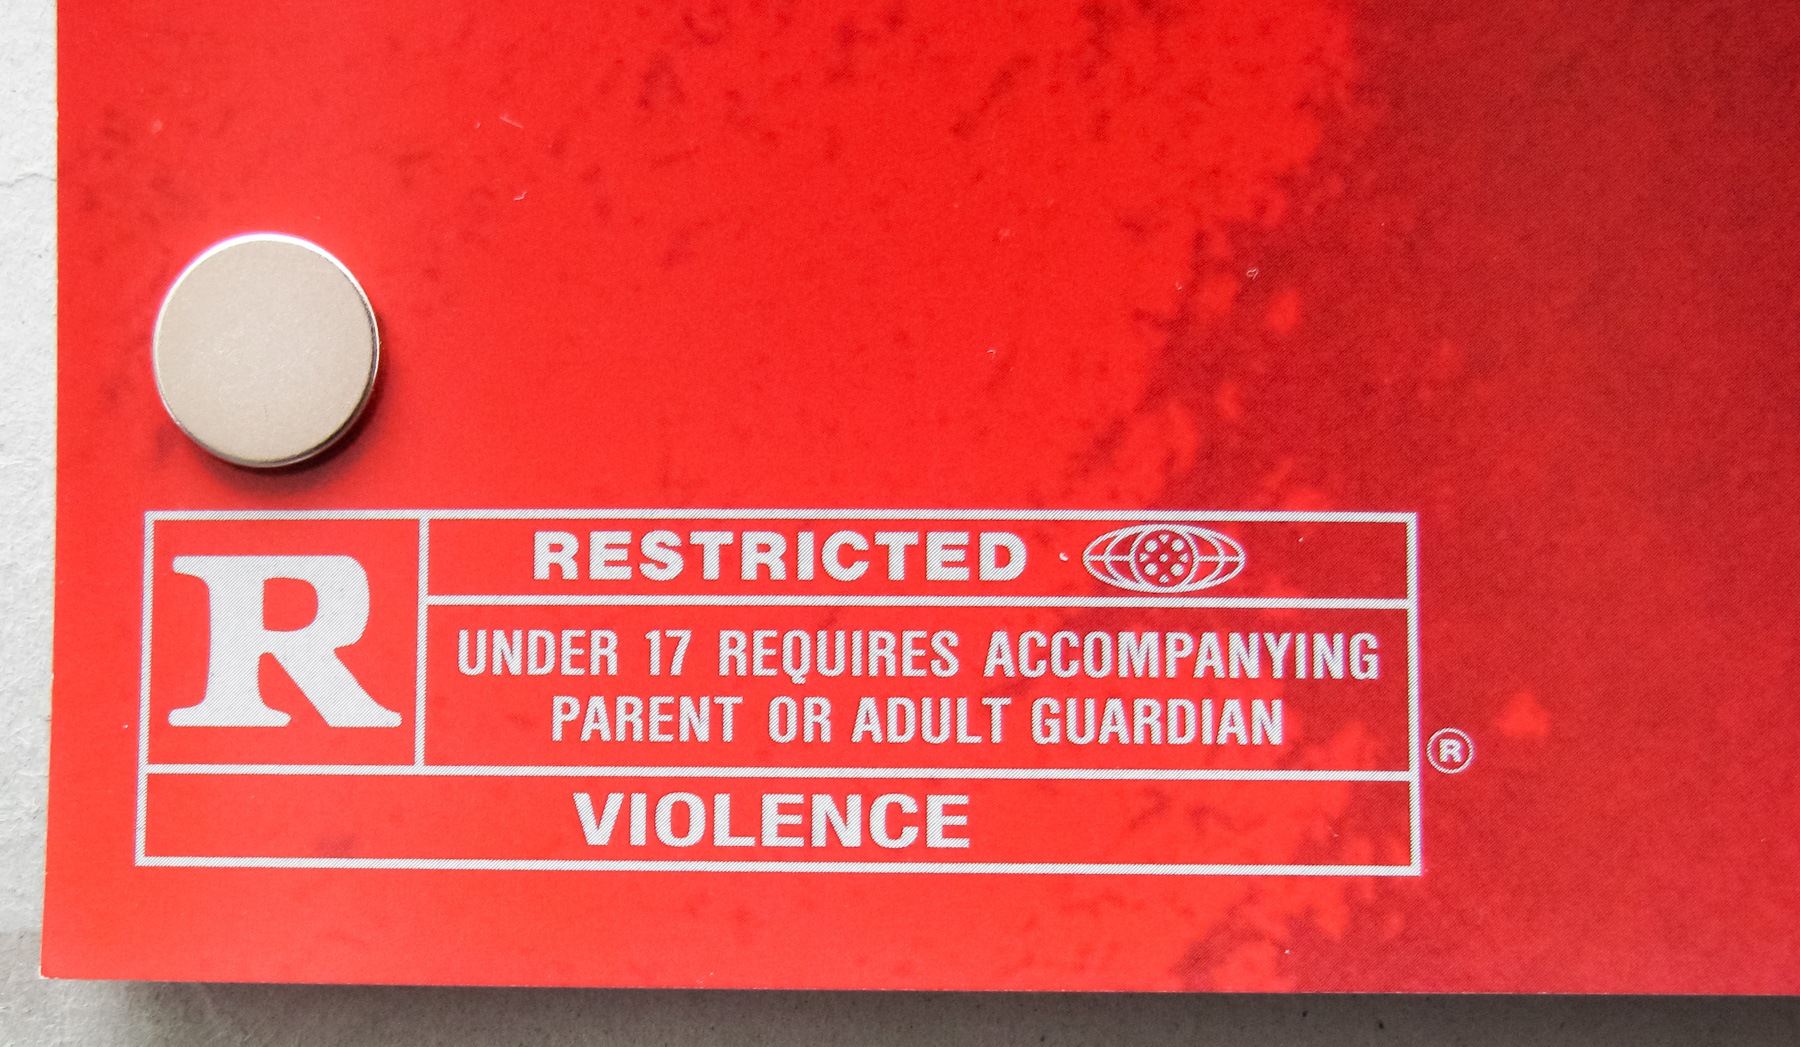 R
RESTRICTED
UNDER 17 REQUIRES ACCOMPANYING
PARENT OR ADULT GUARDIAN
®
VIOLENCE